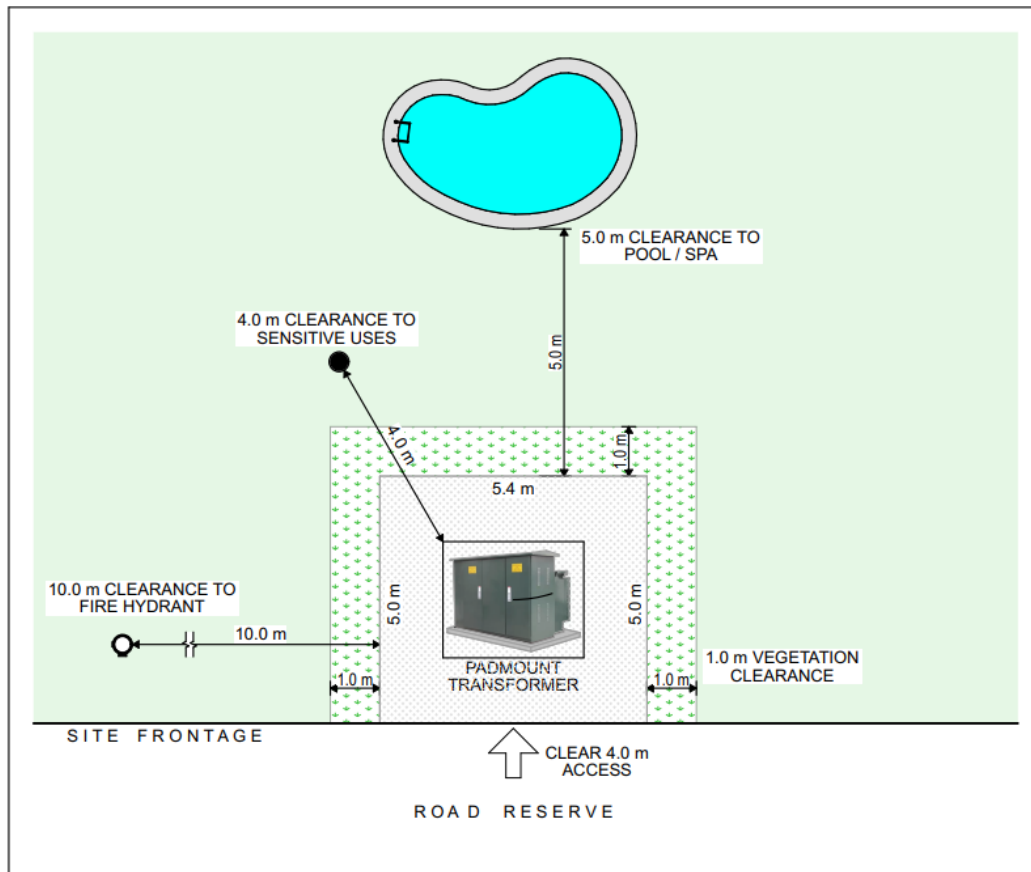 5.0 m CLEARANCE TO
POOL / SPA
4.0 m CLEARANCE TO
SENSITIVE USES
5.0 m
4.0 m
1.0 m
5.4 m
10.0 m CLEARANCE TO
FIRE HYDRANT
10.0 m
5.0 m
5.0 m
PADMOUNT
TRANSFORMER
1.0 m
1.0 m
1.0 m VEGETATION
CLEARANCE
SITE FRONTAGE
CLEAR 4.0 m
ACCESS
ROAD RESERVE